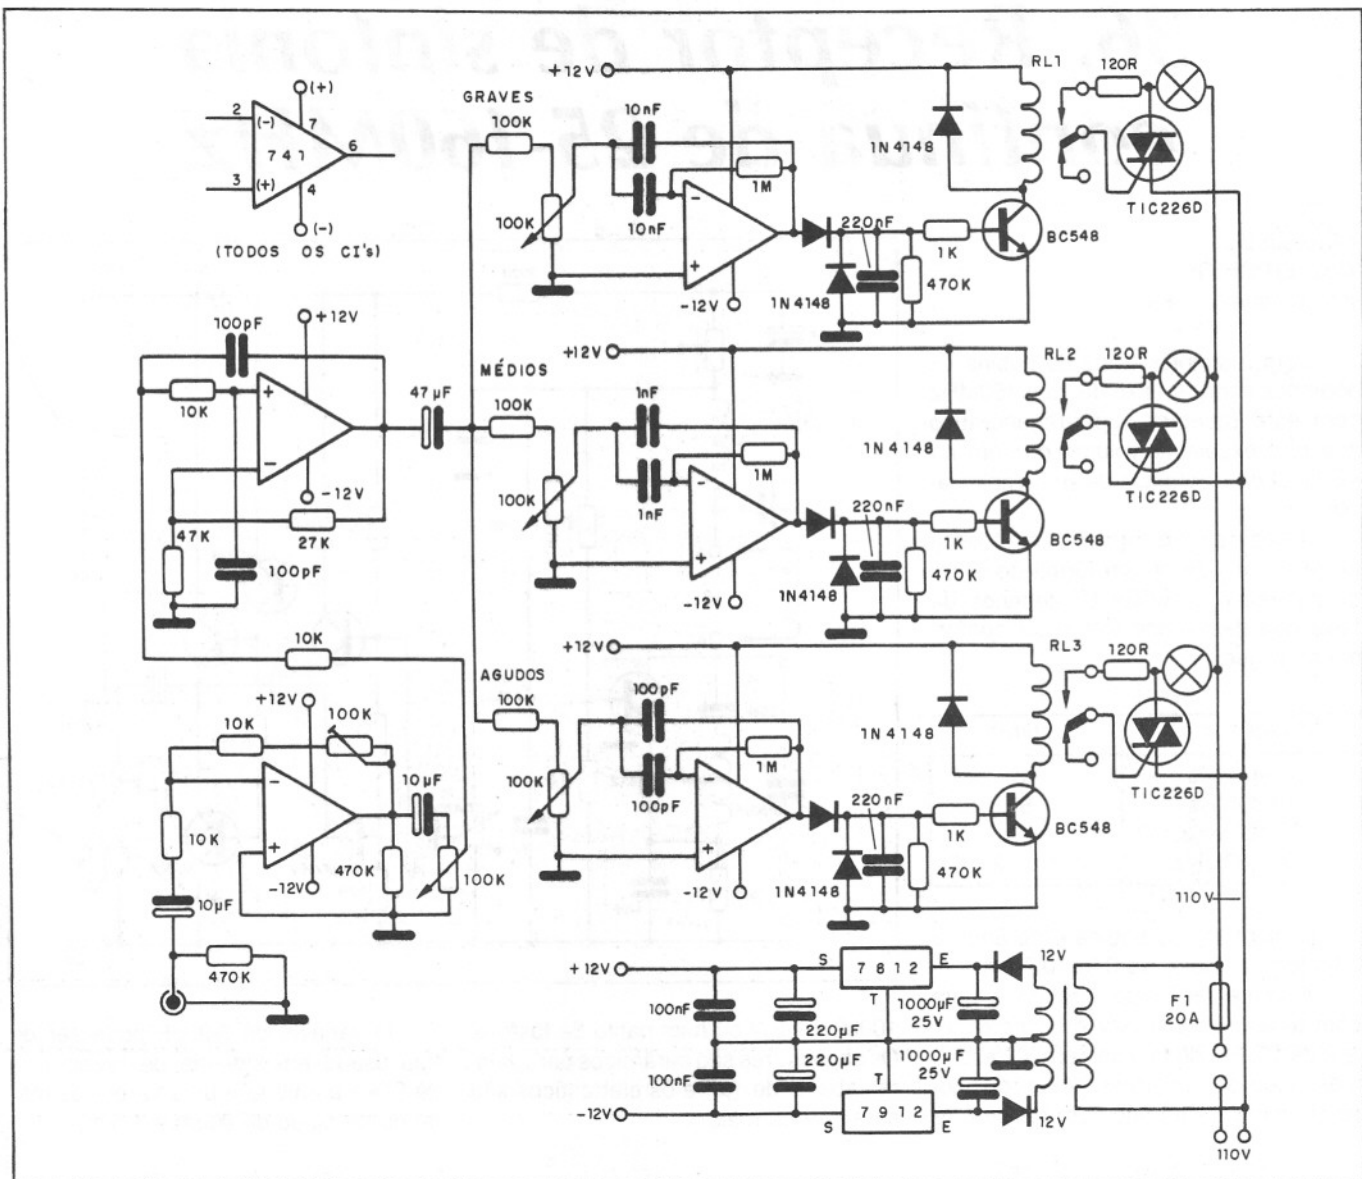 2
(-)
(+)
7
741
6
3
(+)
4
(-)
(TODOS OS CI's)
100pF
+12V
10K
+
-
-12V
47K
27K
100pF
47µF
10K
+12V
10K
100K
-
10µF
10K
+
-12V
470K
100K
10µF
470K
GRAVES
100K
+12V
10nF
100K
10nF
1M
-
+
-12V
220nF
1N4148
1K
470K
1N4148
BC548
RL1
120R
TIC226D
MÉDIOS
100K
+12V
1nF
100K
1nF
1M
-
+
-12V
220nF
1N4148
1K
470K
1N4148
BC548
RL2
120R
TIC226D
AGUDOS
100K
+12V
100pF
100K
100pF
1M
-
+
-12V
220nF
1N4148
1K
470K
1N4148
BC548
RL3
120R
TIC226D
110V
+12V
S
7812
E
12V
T
100nF
220µF
1000µF
25V
F1
20A
100nF
220µF
1000µF
25V
T
-12V
S
7912
E
12V
110V